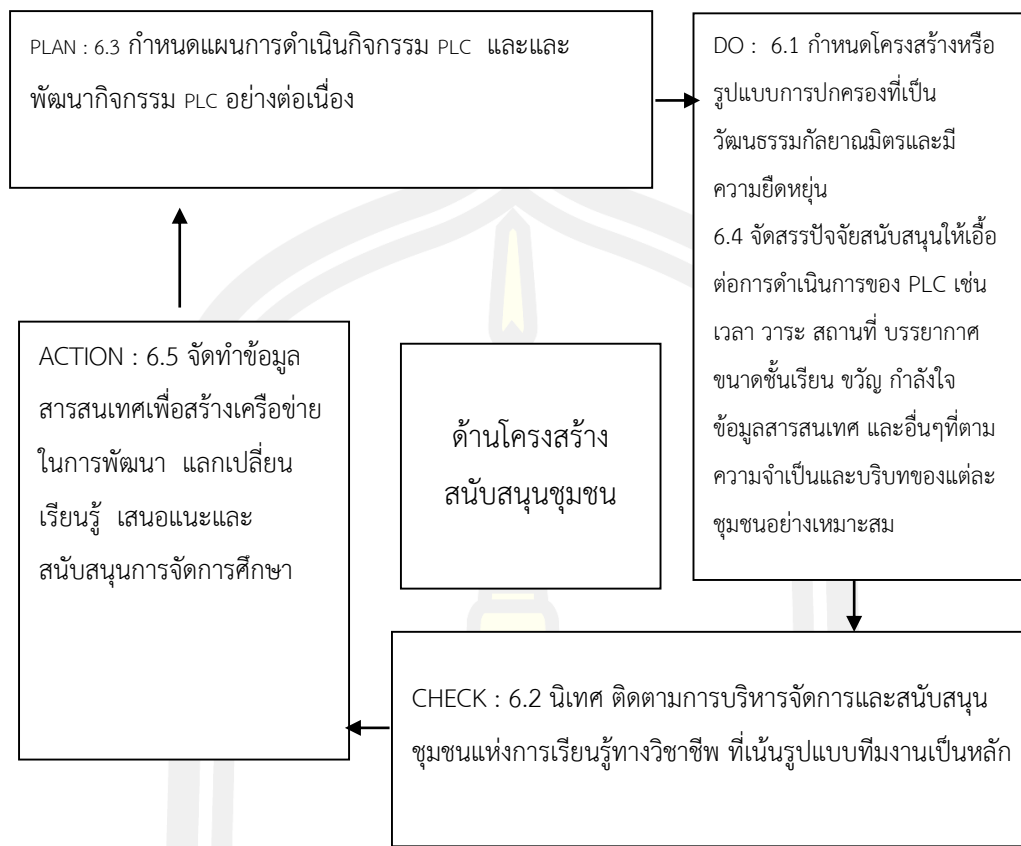 PLAN : 6.3 กำหนดแผนการดำเนินกิจกรรม PLC และและ
พัฒนากิจกรรม PLC อย่างต่อเนื่อง
DO : 6.1 กำหนดโครงสร้างหรือ
รูปแบบการปกครองที่เป็น
วัฒนธรรมกัลยาณมิตรและมี
ความยืดหยุ่น
6.4 จัดสรรปัจจัยสนับสนุนให้เอื้อ
ต่อการดำเนินการของ PLC เช่น
เวลา วาระ สถานที่ บรรยากาศ
ขนาดชั้นเรียน ขวัญ กำลังใจ
ข้อมูลสารสนเทศ และอื่นๆที่ตาม
ความจำเป็นและบริบทของแต่ละ
ชุมชนอย่างเหมาะสม
ACTION : 6.5 จัดทำข้อมูล
สารสนเทศเพื่อสร้างเครือข่าย
ในการพัฒนา แลกเปลี่ยน
เรียนรู้ เสนอแนะและ
สนับสนุนการจัดการศึกษา
ด้านโครงสร้าง
สนับสนุนชุมชน
CHECK : 6.2 นิเทศ ติดตามการบริหารจัดการและสนับสนุน
ชุมชนแห่งการเรียนรู้ทางวิชาชีพ ที่เน้นรูปแบบทีมงานเป็นหลัก